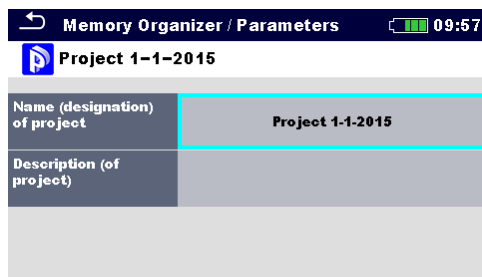 Memory Organizer / Parameters 09:57
Project 1-1-2015
Name (designation)
of project
Project 1-1-2015
Description (of
project)